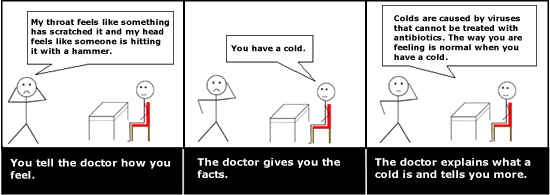 My throat feels like something
has scratched it and my head
feels like someone is hitting
it with a hammer.
You tell the doctor how you
feel.
You have a cold.
The doctor gives you the
facts.
Colds are caused by viruses
that cannot be treated with
antibiotics. The way you are
feeling is normal when you
have a cold.
The doctor explains what a
cold is and tells you more.